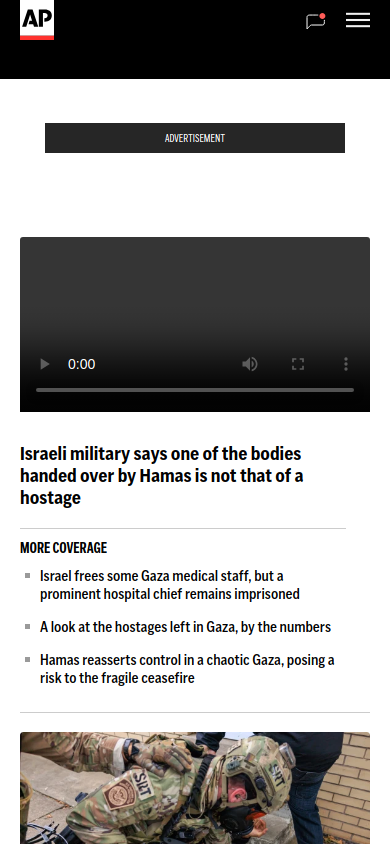 AP
ADVERTISEMENT
0:00
Israeli military says one of the bodies
handed over by Hamas is not that of a
hostage
MORE COVERAGE
Israel frees some Gaza medical staff, but a
prominent hospital chief remains imprisoned
A look at the hostages left in Gaza, by the numbers
Hamas reasserts control in a chaotic Gaza, posing a
risk to the fragile ceasefire
SRT